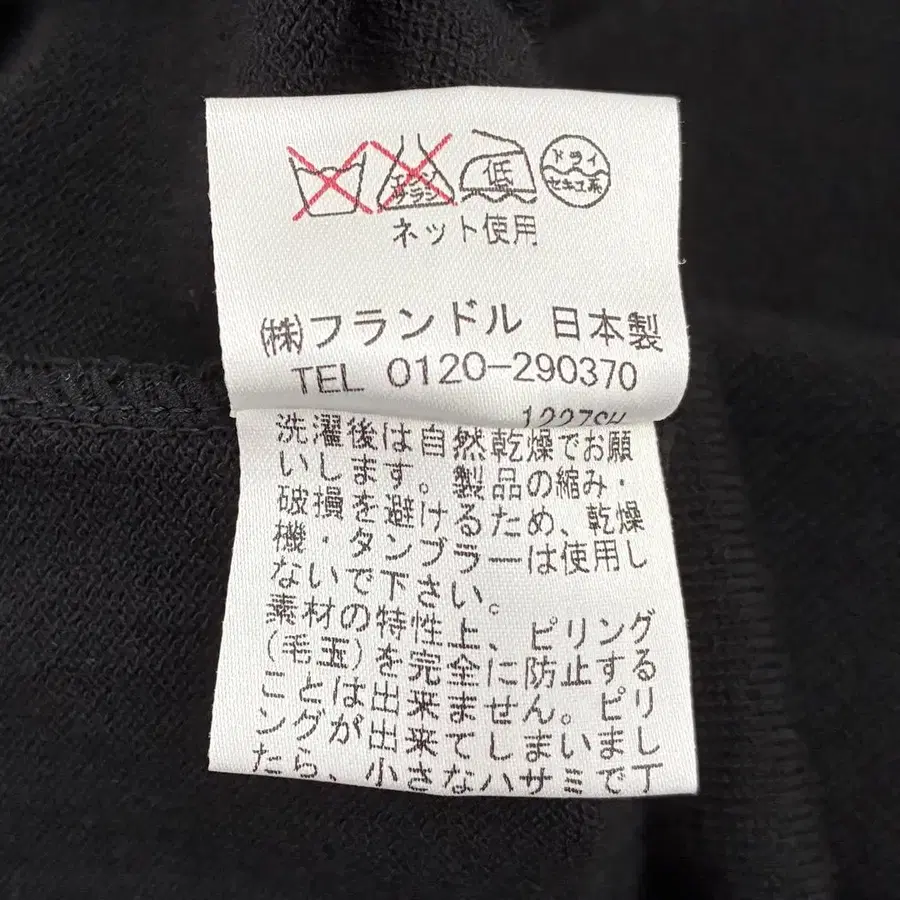 エンソ
サラシ
低
ドライ
セキユ系
ネット使用
(株)フランドル 日本製
TEL 0120-290370
洗濯後は自然乾燥でお願
いします。製品の縮み・
破損を避けるため、乾燥
機・タンブラーは使用し
ないで下さい。
素材の特性上、ピリング
(毛玉)を完全に防止する
ことは出来ません。ピリ
ングが出来てしまいまし
たら、小さなハサミで丁